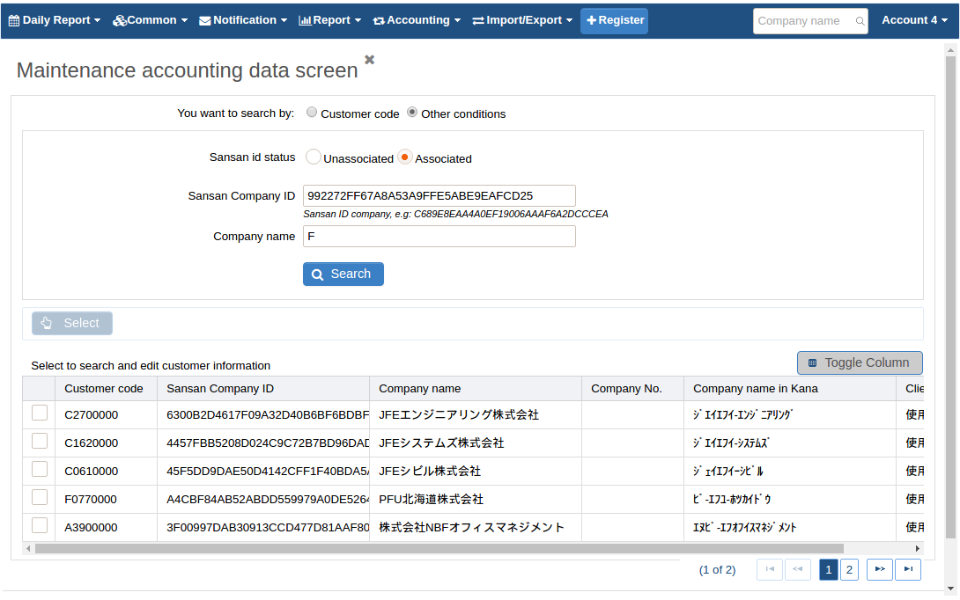 Daily Report Common Notification Report Accounting Import/Export Register Company name Account 4
Maintenance accounting data screen
You want to search by: Customer code Other conditions
Sansan id status Unassociated Associated
Sansan Company ID 992272FF67A8A53A9FFE5ABE9EAFCD25
Sansan ID company, e.g: C689E8EAA4A0EF19006AAAF6A2DCCCEA
Company name F
Search
Select
Select to search and edit customer information Toggle Column
Customer code Sansan Company ID Company name Company No. Company name in Kana Clie
C2700000 6300B2D4617F09A32D40B6BF6BDBF JFEエンジニアリング株式会社 ｼﾞｪｲｴﾌｲｰｴﾝｼﾞﾆｱﾘﾝｸﾞ 使用
C1620000 4457FBB5208D024C9C72B7BD96DAD JFEシステムズ株式会社 ｼﾞｪｲｴﾌｲｰｼｽﾃﾑｽﾞ 使用
C0610000 45F5DD9DAE50D4142CFF1F40BDA5A JFEシビル株式会社 ｼﾞｪｲｴﾌｲｰｼﾋﾞﾙ 使用
F0770000 A4CBF84AB52ABDD559979A0DE5264 PFU北海道株式会社 ﾋﾟｰｴﾌﾕｰﾎｯｶｲﾄﾞｳ 使用
A3900000 3F00997DAB30913CCD477D81AAF80 株式会社NBFオフィスマネジメント ｴﾇﾋﾞｰｴﾌｵﾌｲｽﾏﾈｼﾞﾒﾝﾄ 使用
(1 of 2) 1 2